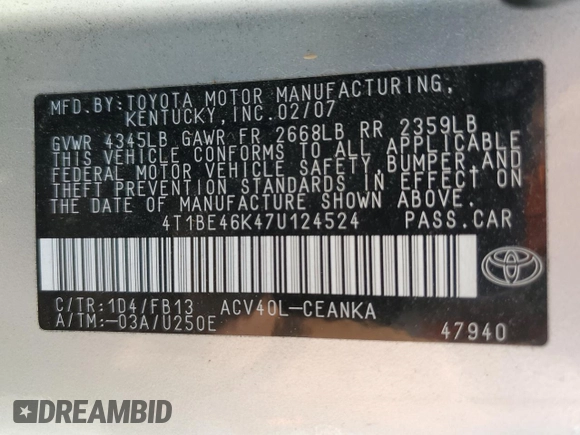 MFD.BY:TOYOTA MOTOR MANUFACTURING,
KENTUCKY, INC.02/07
GVWR 4345LB GAWR FR 2668LB RR 2359LB
THIS VEHICLE CONFORMS TO ALL APPLICABLE
FEDERAL MOTOR VEHICLE SAFETY, BUMPER,AND
THEFT PREVENTION STANDARDS IN EFFECT ON
THE DATE OF MANUFACTURE SHOWN ABOVE.
4T1BE46K47U124524 PASS.CAR
C/TR:1D4/FB13 ACV40L-CEANKA
A/TM:-03A/U250E 47940
TOYOTA
DREAMBID